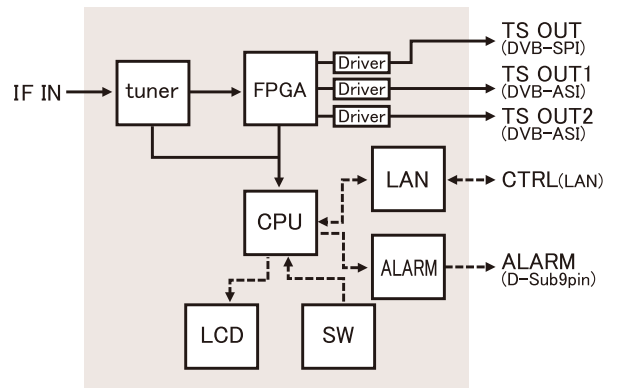 TS OUT
(DVB-SPI)
Driver
IF IN
tuner
FPGA
Driver
TS OUT1
(DVB-ASI)
Driver
TS OUT2
(DVB-ASI)
LAN
CTRL(LAN)
CPU
ALARM
ALARM
(D-Sub9pin)
LCD
SW